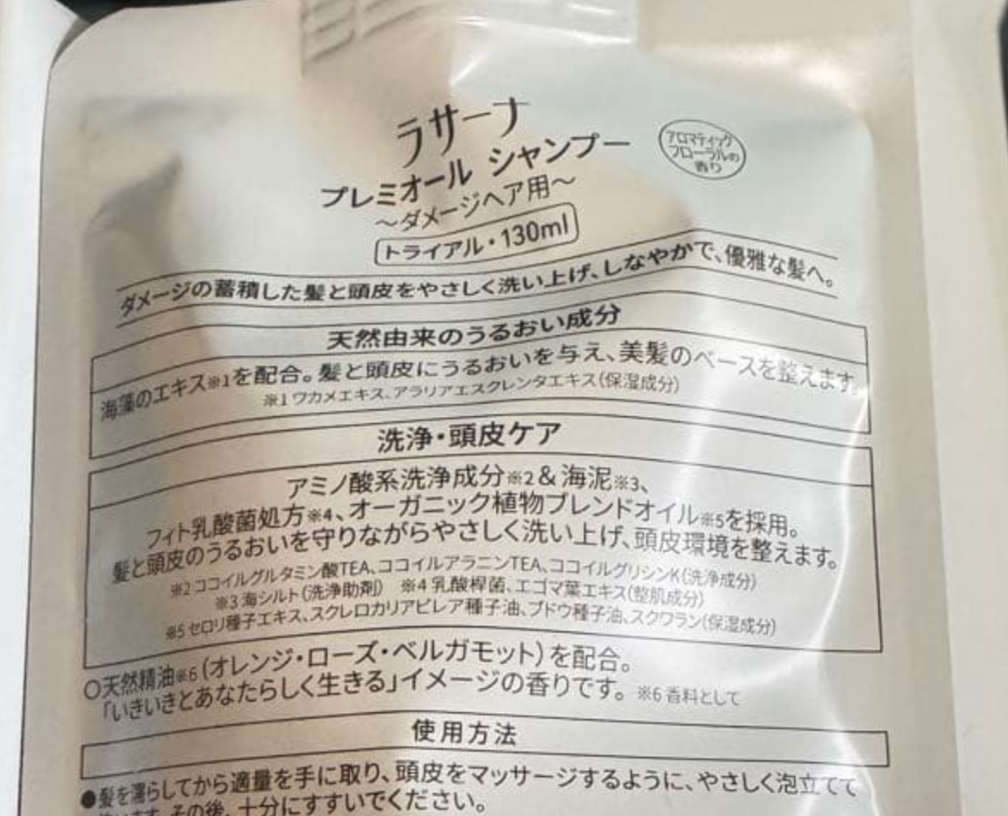 ラサーナ
プレミオール シャンプー
アロマティック
フローラルの
香り
～ダメージヘア用～
トライアル・130ml
ダメージの蓄積した髪と頭皮をやさしく洗い上げ、しなやかで、優雅な髪へ。
天然由来のうるおい成分
海藻のエキス※1を配合。髪と頭皮にうるおいを与え、美髪のベースを整えます。
※1 ワカメエキス、アラリアエスクレンタエキス(保湿成分)
洗浄・頭皮ケア
アミノ酸系洗浄成分※2＆海泥※3、
フィト乳酸菌処方※4、オーガニック植物ブレンドオイル※5を採用。
髪と頭皮のうるおいを守りながらやさしく洗い上げ、頭皮環境を整えます。
※2 ココイルグルタミン酸TEA、ココイルアラニンTEA、ココイルグリシンK(洗浄成分)
※3 海シルト(洗浄助剤) ※4 乳酸桿菌、エゴマ葉エキス(整肌成分)
※5 セロリ種子エキス、スクレロカリアビレア種子油、ブドウ種子油、スクワラン(保湿成分)
○天然精油※6(オレンジ・ローズ・ベルガモット)を配合。
「いきいきとあなたらしく生きる」イメージの香りです。 ※6 香料として
使用方法
●髪を濡らしてから適量を手に取り、頭皮をマッサージするように、やさしく泡立てて
その後、十分にすすいでください。